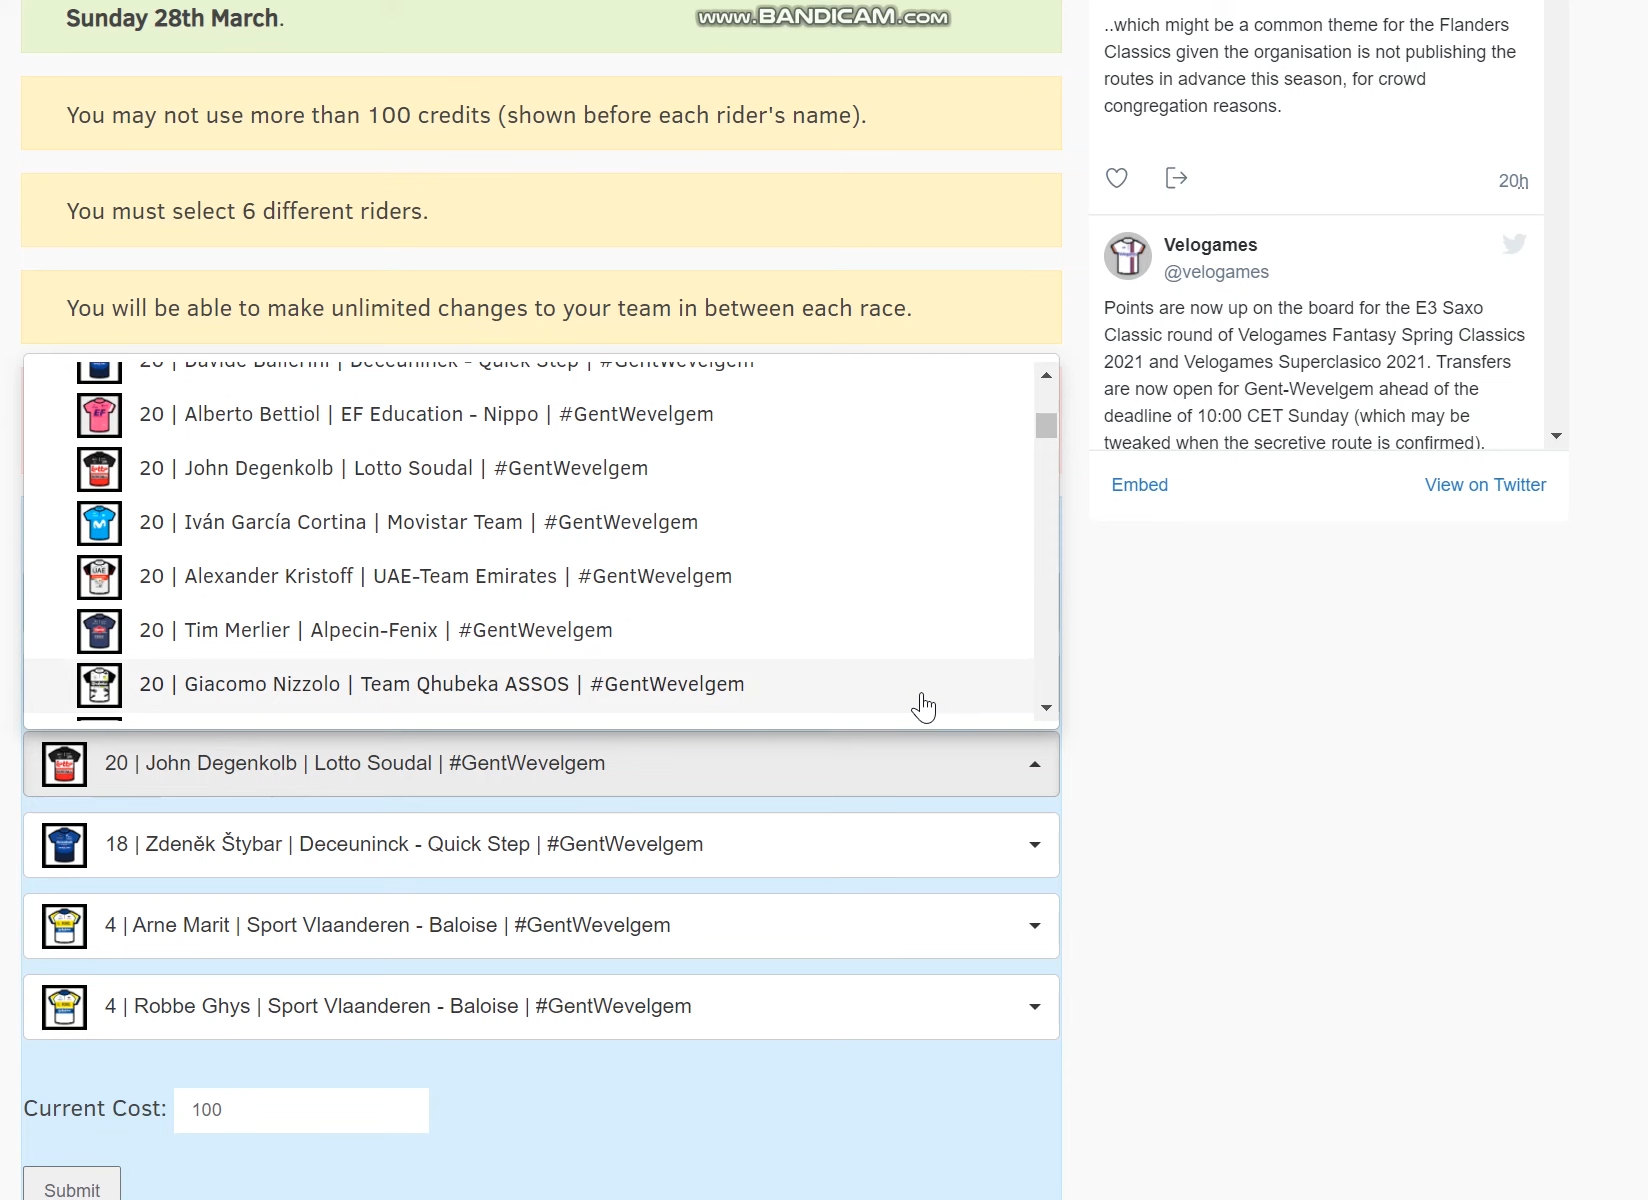 Sunday 28th March.
www.BANDICAM.com
You may not use more than 100 credits (shown before each rider's name).
You must select 6 different riders.
You will be able to make unlimited changes to your team in between each race.
20 | Davide Ballerini | Deceuninck - Quick Step | #GentWevelgem
20 | Alberto Bettiol | EF Education - Nippo | #GentWevelgem
20 | John Degenkolb | Lotto Soudal | #GentWevelgem
20 | Iván García Cortina | Movistar Team | #GentWevelgem
20 | Alexander Kristoff | UAE-Team Emirates | #GentWevelgem
20 | Tim Merlier | Alpecin-Fenix | #GentWevelgem
20 | Giacomo Nizzolo | Team Qhubeka ASSOS | #GentWevelgem
20 | John Degenkolb | Lotto Soudal | #GentWevelgem
18 | Zdeněk Štybar | Deceuninck - Quick Step | #GentWevelgem
4 | Arne Marit | Sport Vlaanderen - Baloise | #GentWevelgem
4 | Robbe Ghys | Sport Vlaanderen - Baloise | #GentWevelgem
Current Cost: 100
Submit
..which might be a common theme for the Flanders
Classics given the organisation is not publishing the
routes in advance this season, for crowd
congregation reasons.
20h
Velogames
@velogames
Points are now up on the board for the E3 Saxo
Classic round of Velogames Fantasy Spring Classics
2021 and Velogames Superclasico 2021. Transfers
are now open for Gent-Wevelgem ahead of the
deadline of 10:00 CET Sunday (which may be
tweaked when the secretive route is confirmed).
Embed
View on Twitter